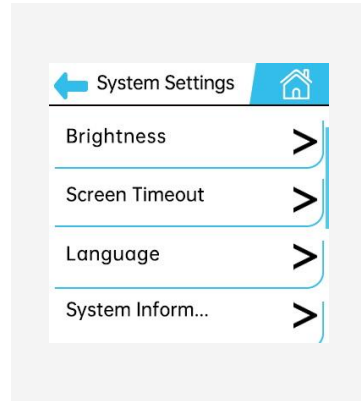 System Settings
Brightness
Screen Timeout
Language
System Inform...